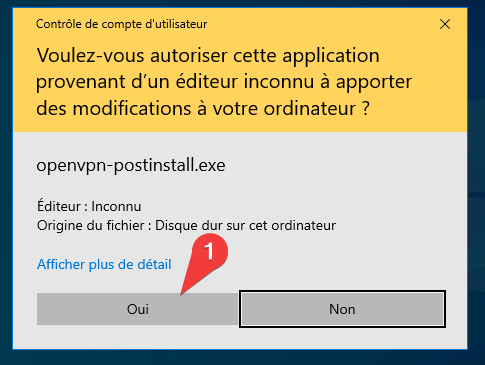 Contrôle de compte d'utilisateur
Voulez-vous autoriser cette application
provenant d’un éditeur inconnu à apporter
des modifications à votre ordinateur ?
openvpn-postinstall.exe
Éditeur : Inconnu
Origine du fichier : Disque dur sur cet ordinateur
Afficher plus de détail
1
Oui
Non